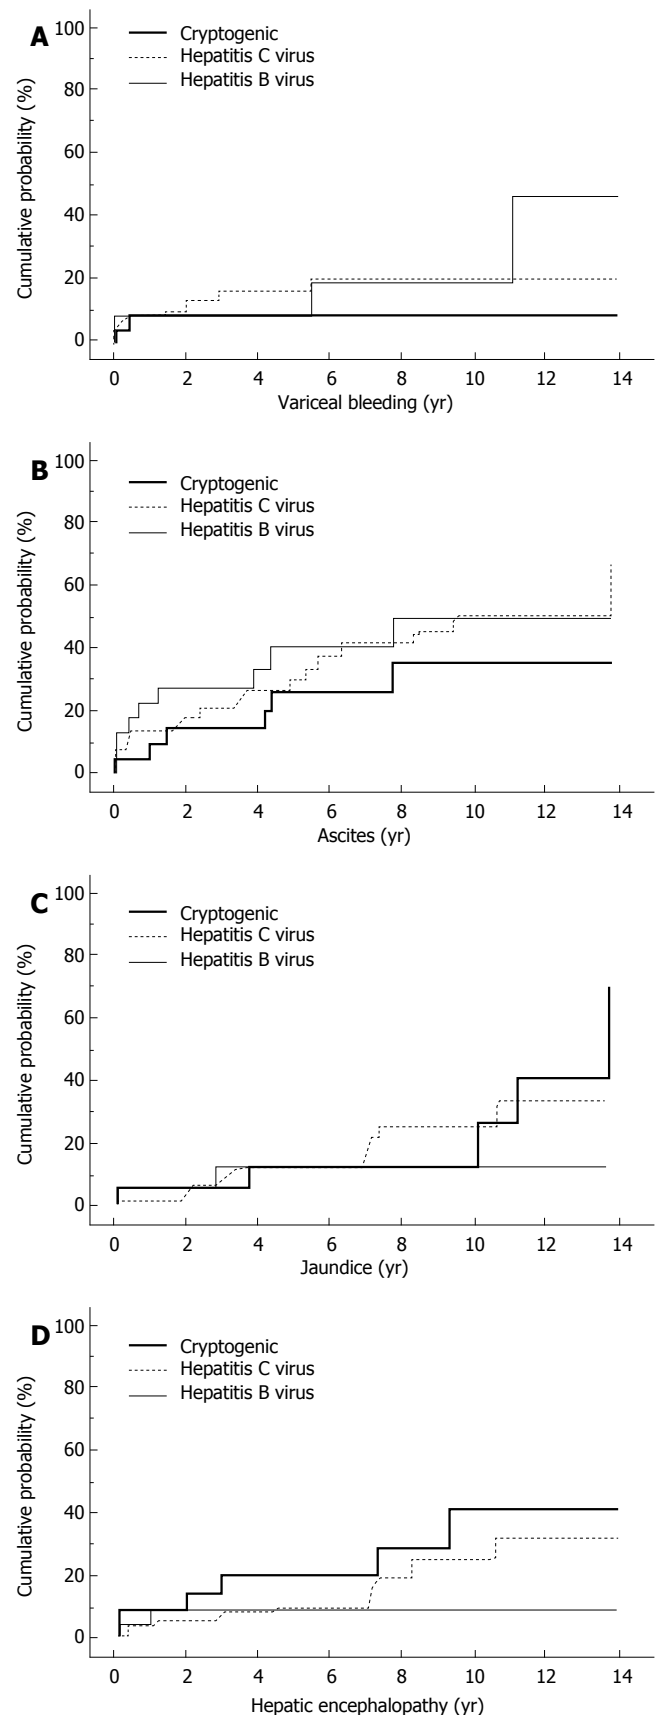 A
Cumulative probability (%)
100
80
60
40
20
0
Cryptogenic
Hepatitis C virus
Hepatitis B virus
0 2 4 6 8 10 12 14
Variceal bleeding (yr)
B
Cumulative probability (%)
100
80
60
40
20
0
Cryptogenic
Hepatitis C virus
Hepatitis B virus
0 2 4 6 8 10 12 14
Ascites (yr)
C
Cumulative probability (%)
100
80
60
40
20
0
Cryptogenic
Hepatitis C virus
Hepatitis B virus
0 2 4 6 8 10 12 14
Jaundice (yr)
D
Cumulative probability (%)
100
80
60
40
20
0
Cryptogenic
Hepatitis C virus
Hepatitis B virus
0 2 4 6 8 10 12 14
Hepatic encephalopathy (yr)